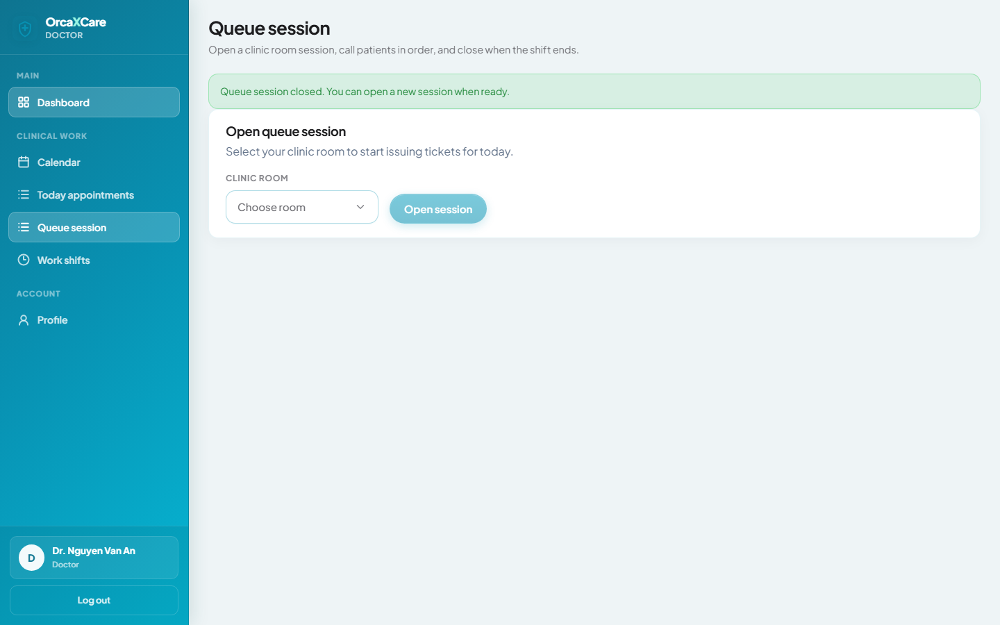 OrcaXCare
DOCTOR
MAIN
Dashboard
CLINICAL WORK
Calendar
Today appointments
Queue session
Work shifts
ACCOUNT
Profile
D
Dr. Nguyen Van An
Doctor
Log out
Queue session
Open a clinic room session, call patients in order, and close when the shift ends.
Queue session closed. You can open a new session when ready.
Open queue session
Select your clinic room to start issuing tickets for today.
CLINIC ROOM
Choose room
Open session